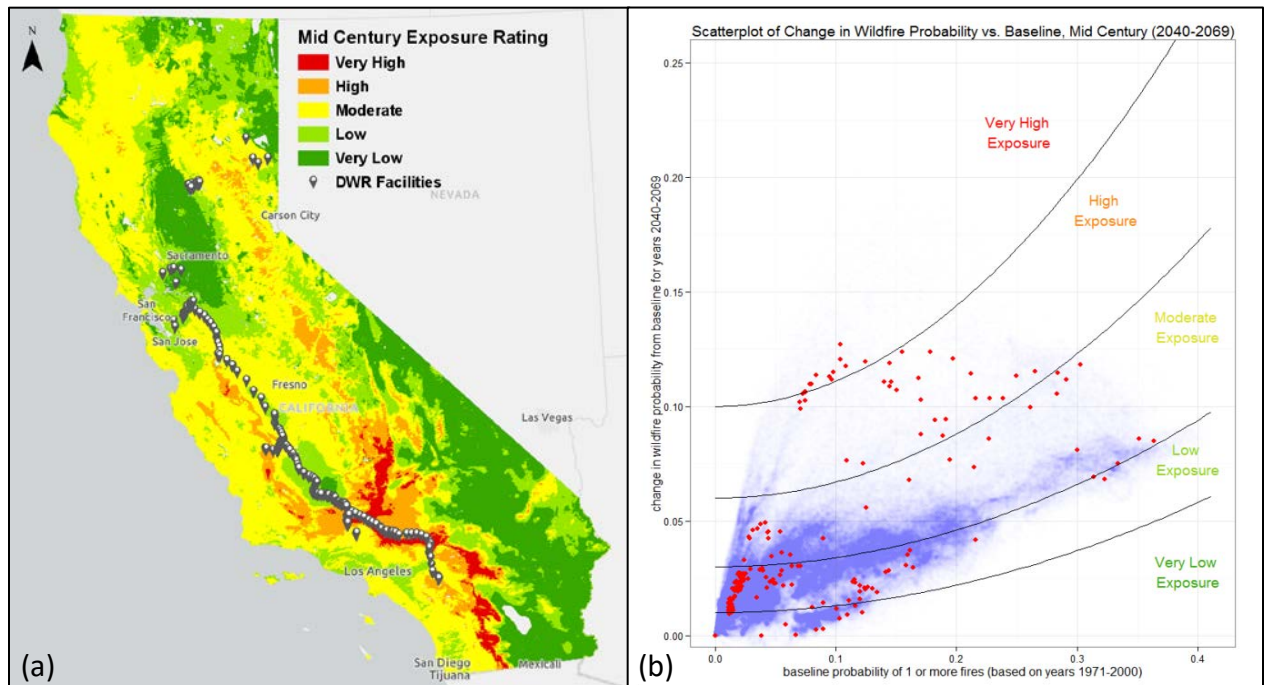 N
Mid Century Exposure Rating
Very High
High
Moderate
Low
Very Low
DWR Facilities
NEVADA
Carson City
Sacramento
San
Francisco
San Jose
Fresno
CALIFORNIA
Las Vegas
Los Angeles
San Diego
Tijuana
Mexicali
(a)
Scatterplot of Change in Wildfire Probability vs. Baseline, Mid Century (2040-2069)
change in wildfire probability from baseline for years 2040-2069
0.25
0.20
0.15
0.10
0.05
0.00
Very High
Exposure
High
Exposure
Moderate
Exposure
Low
Exposure
Very Low
Exposure
0.0 0.1 0.2 0.3 0.4
baseline probability of 1 or more fires (based on years 1971-2000)
(b)